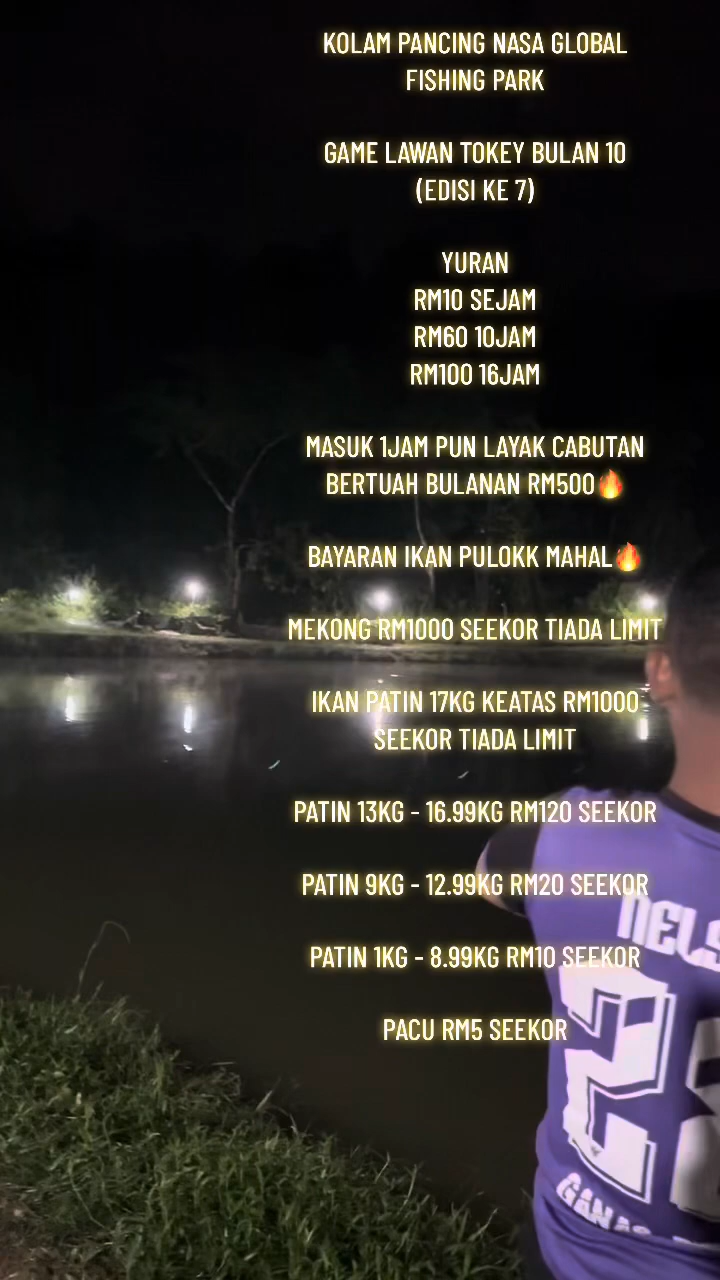 KOLAM PANCING NASA GLOBAL
FISHING PARK
GAME LAWAN TOKEY BULAN 10
(EDISI KE 7)
YURAN
RM10 SEJAM
RM60 10JAM
RM100 16JAM
MASUK 1JAM PUN LAYAK CABUTAN
BERTUAH BULANAN RM500🔥
BAYARAN IKAN PULOKK MAHAL🔥
MEKONG RM1000 SEEKOR TIADA LIMIT
IKAN PATIN 17KG KEATAS RM1000
SEEKOR TIADA LIMIT
PATIN 13KG - 16.99KG RM120 SEEKOR
PATIN 9KG - 12.99KG RM20 SEEKOR
PATIN 1KG - 8.99KG RM10 SEEKOR
PACU RM5 SEEKOR